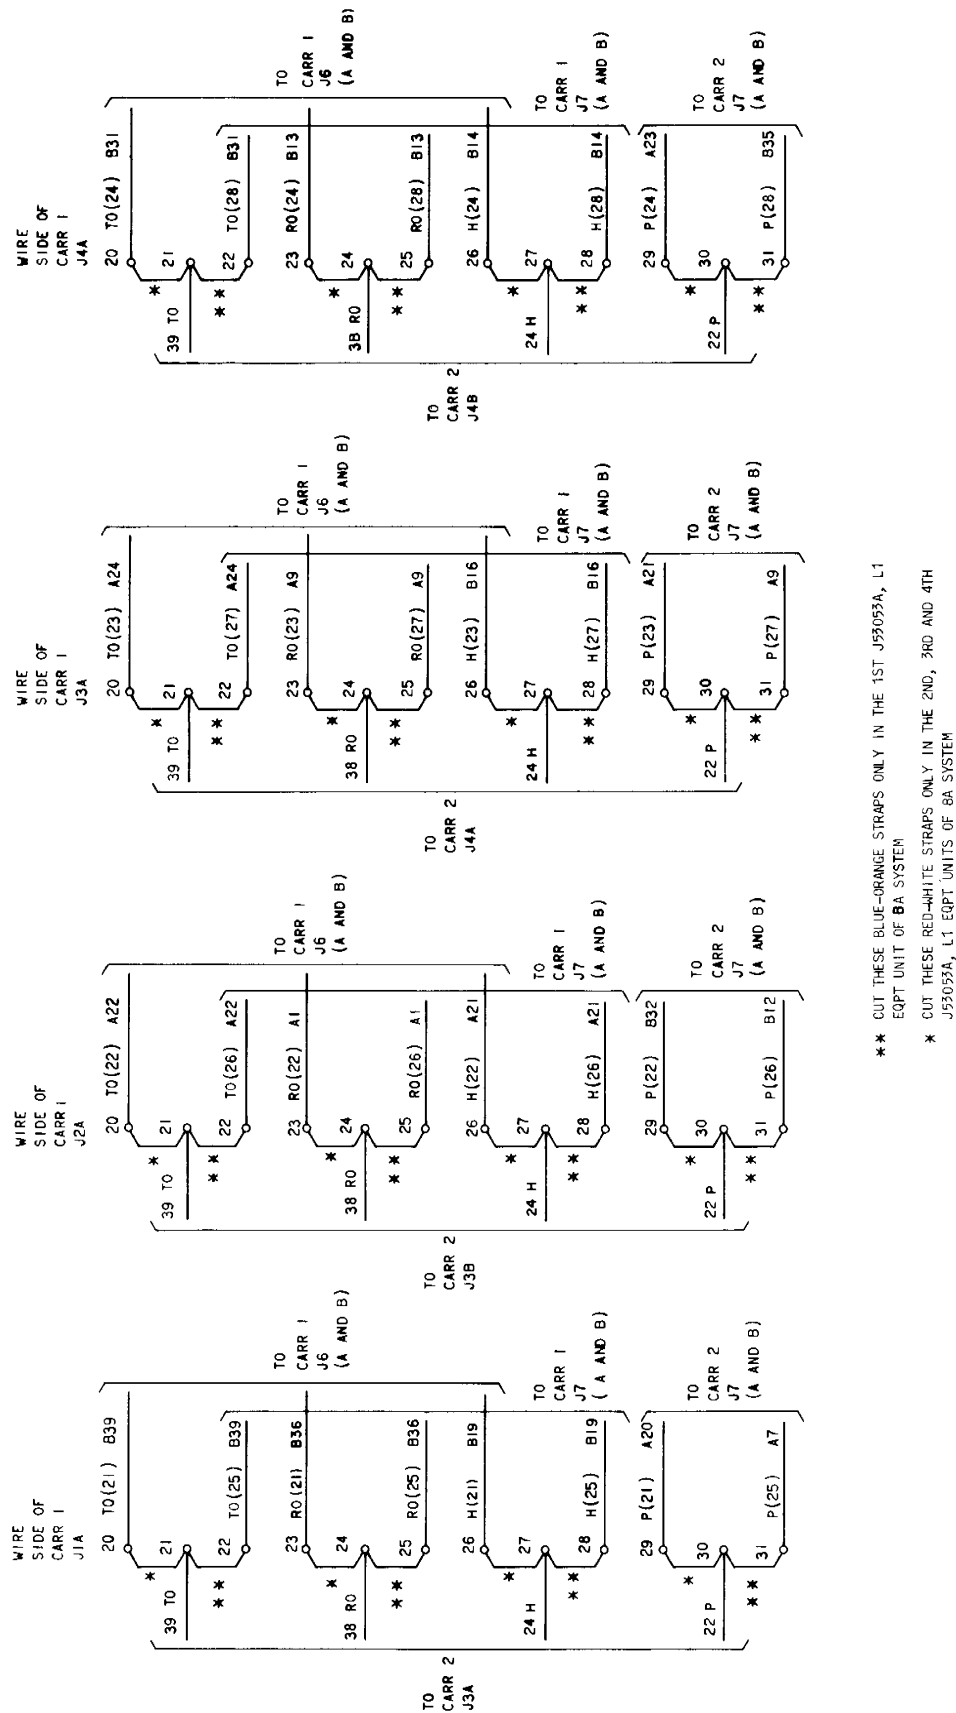 WIRE
SIDE OF
CARR 1
J1A
20 TO(21) B39
*
21
39 TO
**
22 TO(25) B39
TO
CARR 1
J6
(A AND B)
23 RO(21) B36
*
24
38 RO
**
25 RO(25) B36
TO
CARR 2
J3A
26 H(21) B19
*
27
24 H
**
28 H(25) B19
TO
CARR 1
J7
(A AND B)
29 P(21) A20
*
30
22 P
**
31 P(25) A7
TO
CARR 2
J7
(A AND B)
WIRE
SIDE OF
CARR 1
J2A
20 TO(22) A22
*
21
39 TO
**
22 TO(26) A22
TO
CARR 1
J6
(A AND B)
23 RO(22) A1
*
24
38 RO
**
25 RO(26) A1
TO
CARR 2
J3B
26 H(22) A21
*
27
24 H
**
28 H(26) A21
TO
CARR 1
J7
(A AND B)
29 P(22) B32
*
30
22 P
**
31 P(26) B12
TO
CARR 2
J7
(A AND B)
WIRE
SIDE OF
CARR 1
J3A
20 TO(23) A24
*
21
39 TO
**
22 TO(27) A24
TO
CARR 1
J6
(A AND B)
23 RO(23) A9
*
24
38 RO
**
25 RO(27) A9
TO
CARR 2
J4A
26 H(23) B16
*
27
24 H
**
28 H(27) B16
TO
CARR 1
J7
(A AND B)
29 P(23) A21
*
30
22 P
**
31 P(27) A9
TO
CARR 2
J7
(A AND B)
WIRE
SIDE OF
CARR 1
J4A
20 TO(24) B31
*
21
39 TO
**
22 TO(28) B31
TO
CARR 1
J6
(A AND B)
23 RO(24) B13
*
24
3B RO
**
25 RO(28) B13
TO
CARR 2
J4B
26 H(24) B14
*
27
24 H
**
28 H(28) B14
TO
CARR 1
J7
(A AND B)
29 P(24) A23
*
30
22 P
**
31 P(28) B35
TO
CARR 2
J7
(A AND B)
** CUT THESE BLUE-ORANGE STRAPS ONLY IN THE 1ST J53053A, L1
EQPT UNIT OF 8A SYSTEM
* CUT THESE RED-WHITE STRAPS ONLY IN THE 2ND, 3RD AND 4TH
J53053A, L1 EQPT UNITS OF 8A SYSTEM